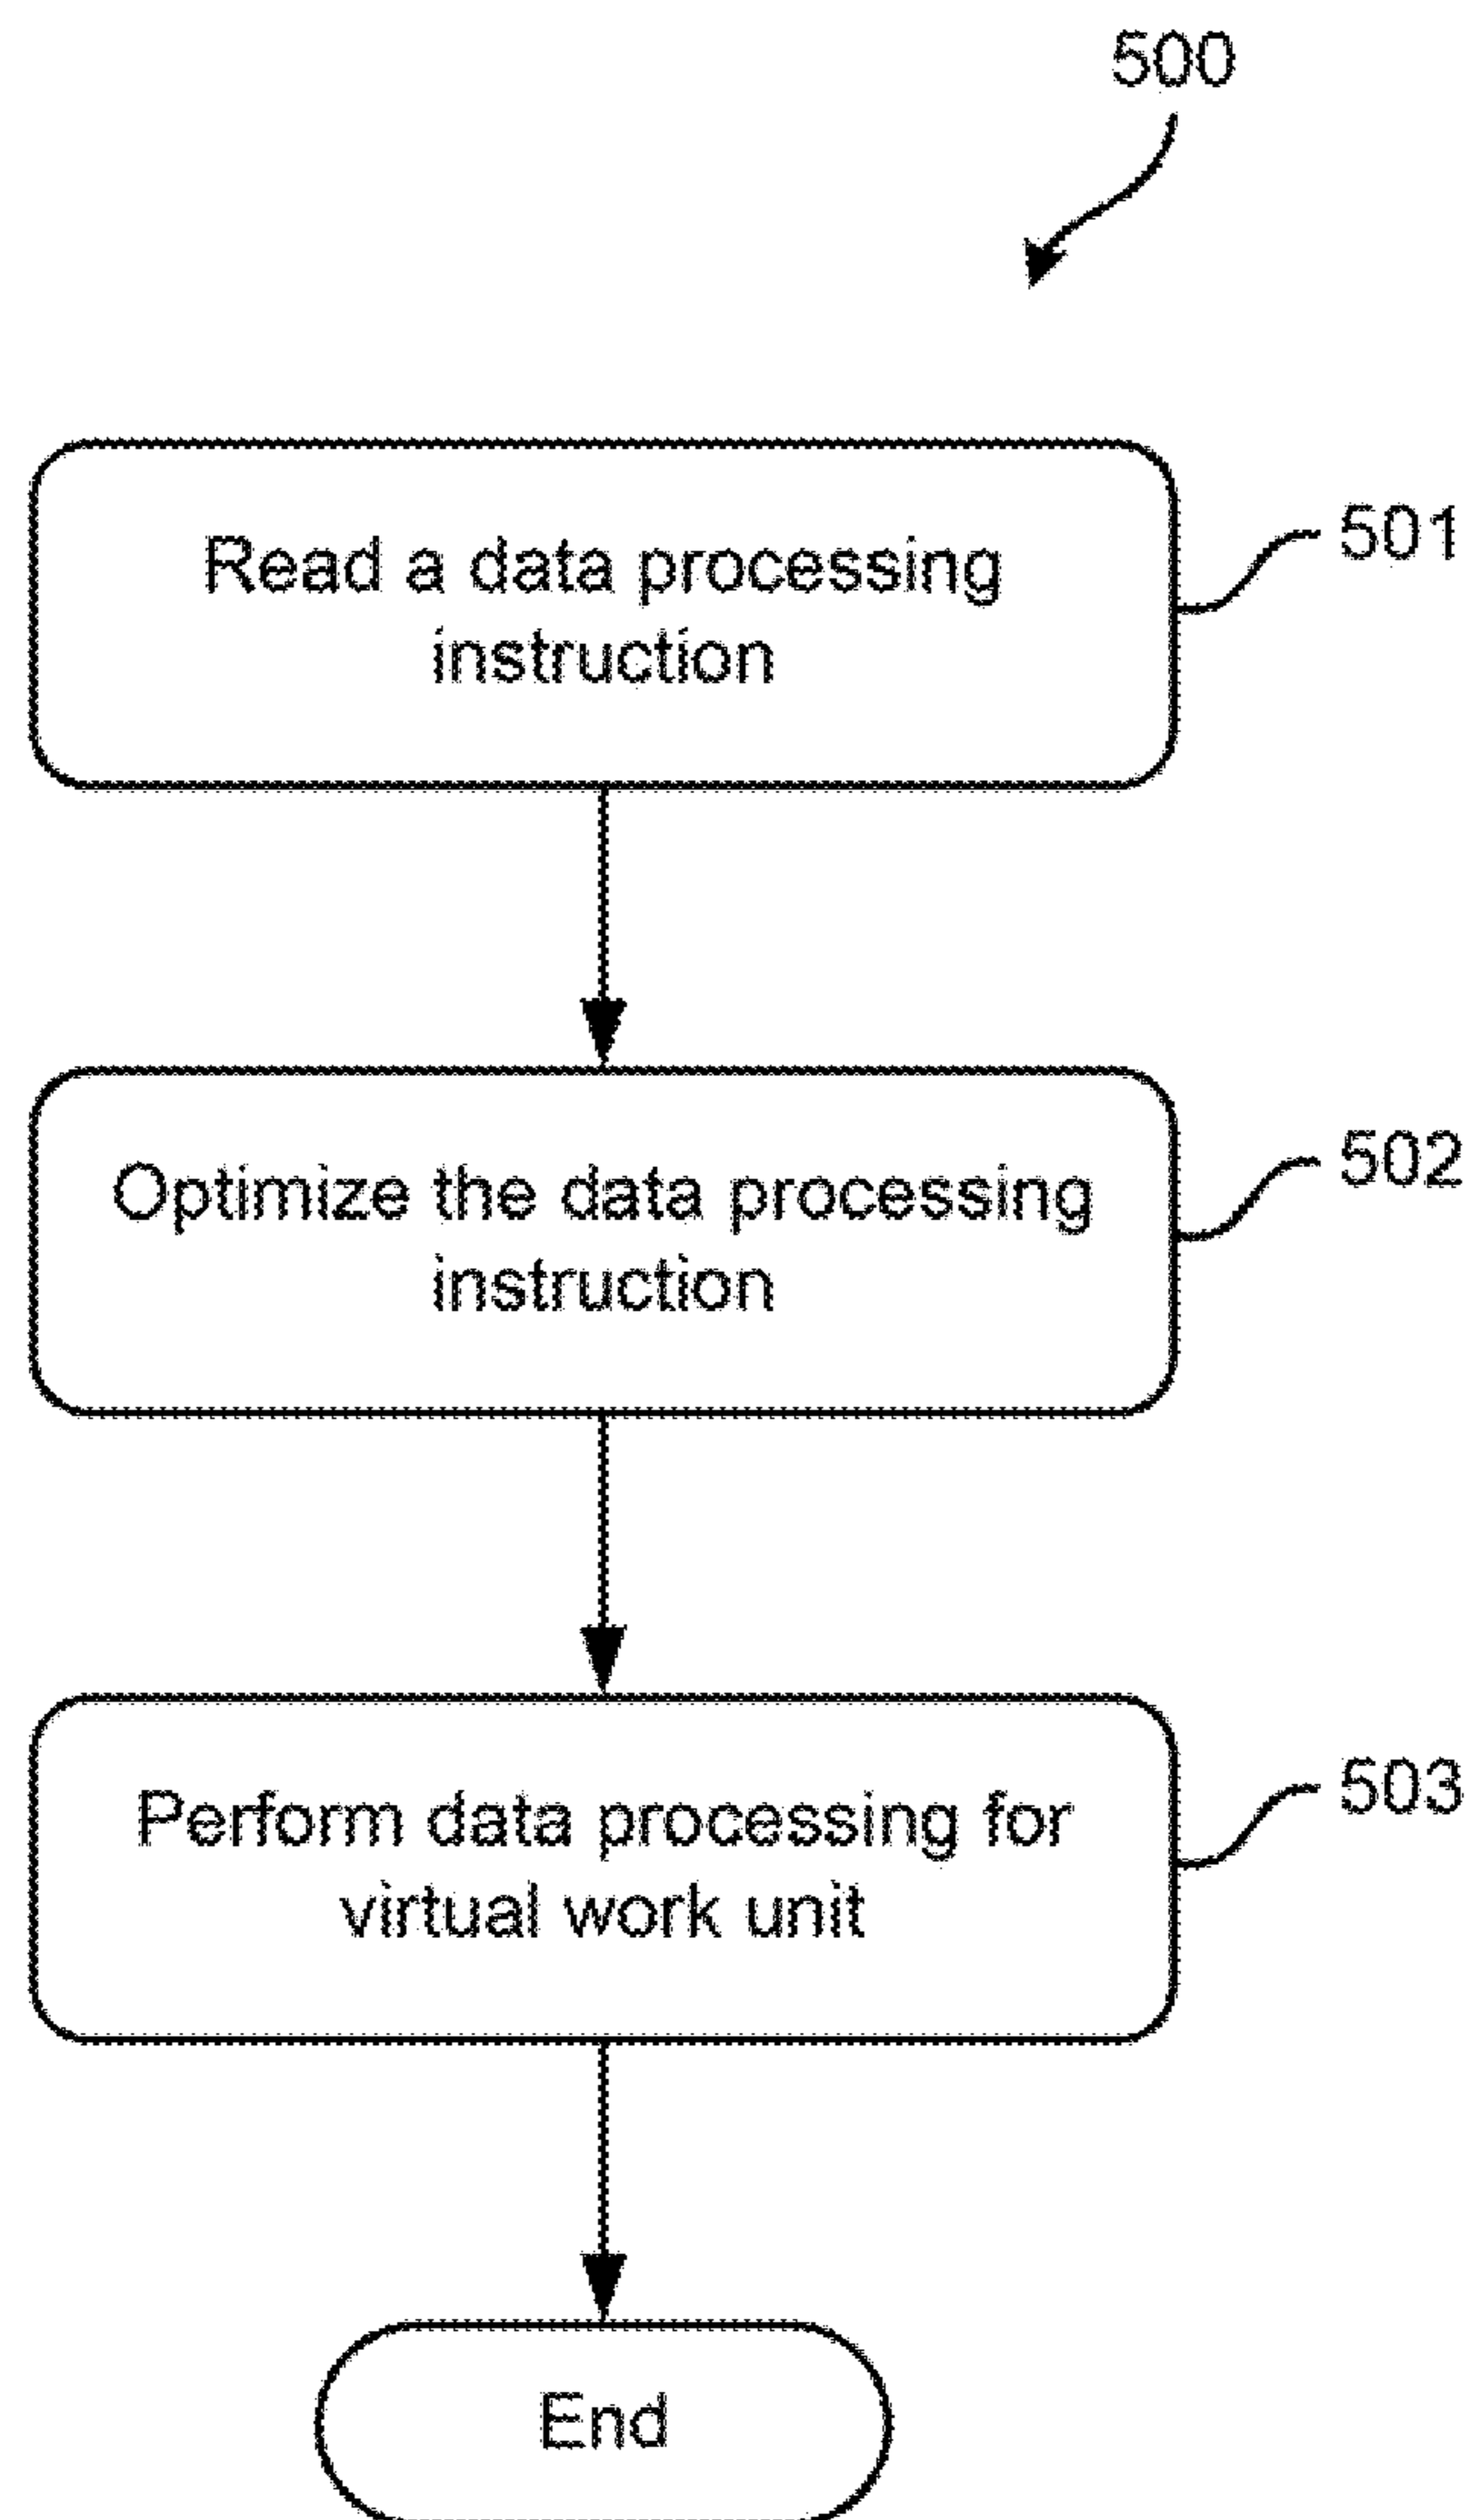 500
Read a data processing
instruction
501
Optimize the data processing
instruction
502
Perform data processing for
virtual work unit
503
End